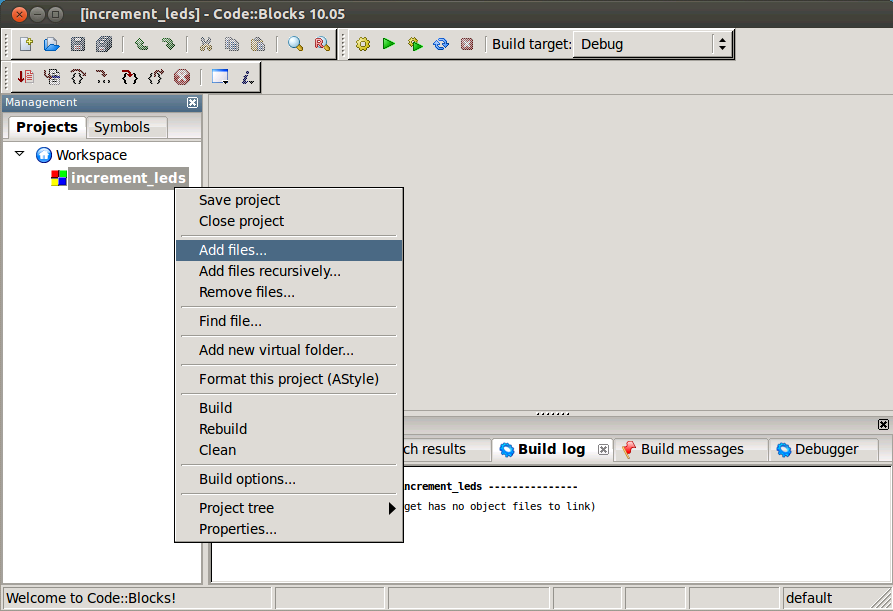 [increment_leds] - Code::Blocks 10.05
Build target: Debug
Management
Projects Symbols
Workspace
increment_leds
Save project
Close project
Add files...
Add files recursively...
Remove files...
Find file...
Add new virtual folder...
Format this project (AStyle)
Build
Rebuild
Clean
Build options...
Project tree
Properties...
ch results Build log Build messages Debugger
increment_leds ---------------
get has no object files to link)
Welcome to Code::Blocks!
default